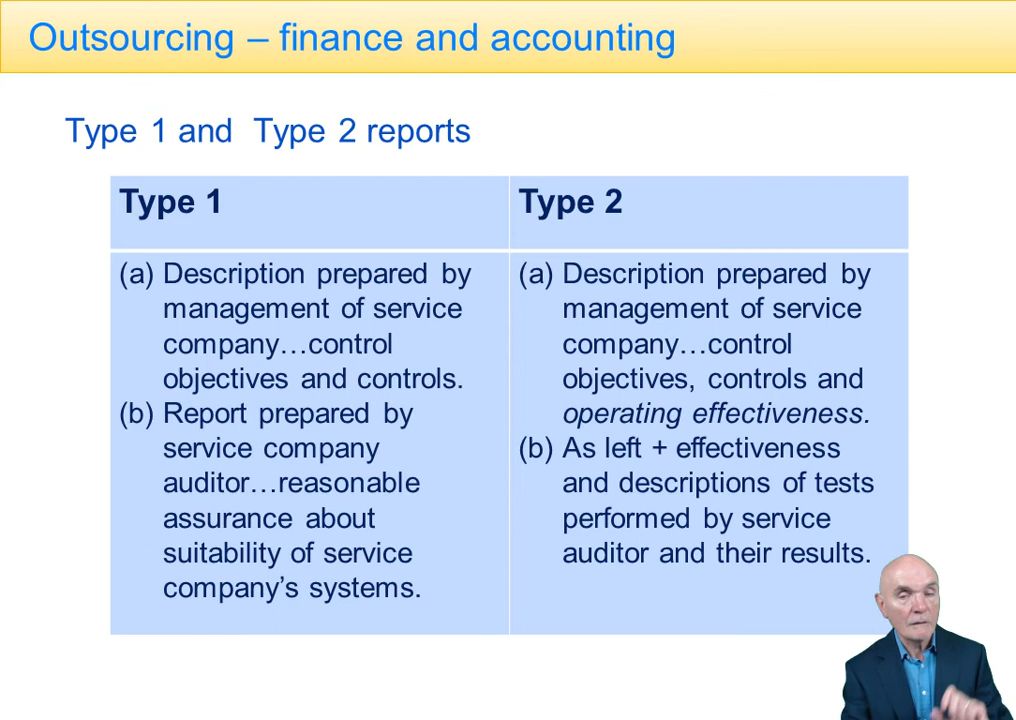 Outsourcing – finance and accounting
Type 1 and Type 2 reports
Type 1
(a) Description prepared by
management of service
company…control
objectives and controls.
(b) Report prepared by
service company
auditor…reasonable
assurance about
suitability of service
company’s systems.
Type 2
(a) Description prepared by
management of service
company…control
objectives, controls and
operating effectiveness.
(b) As left + effectiveness
and descriptions of tests
performed by service
auditor and their results.